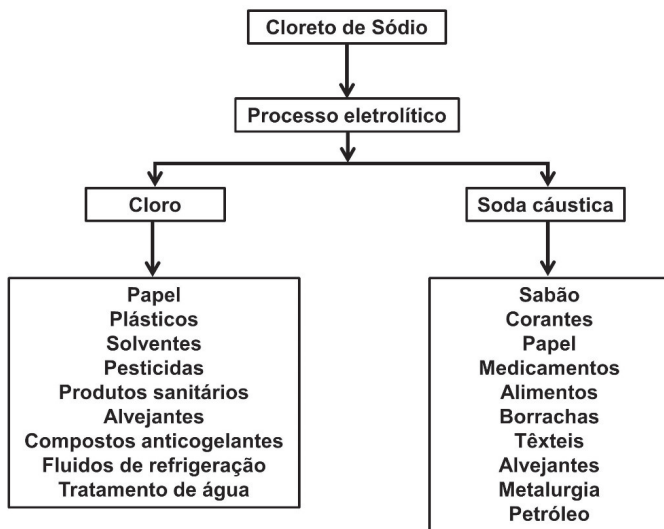 Cloreto de Sódio
Processo eletrolítico
Cloro
Soda cáustica
Papel
Plásticos
Solventes
Pesticidas
Produtos sanitários
Alvejantes
Compostos anticogelantes
Fluidos de refrigeração
Tratamento de água
Sabão
Corantes
Papel
Medicamentos
Alimentos
Borrachas
Têxteis
Alvejantes
Metalurgia
Petróleo